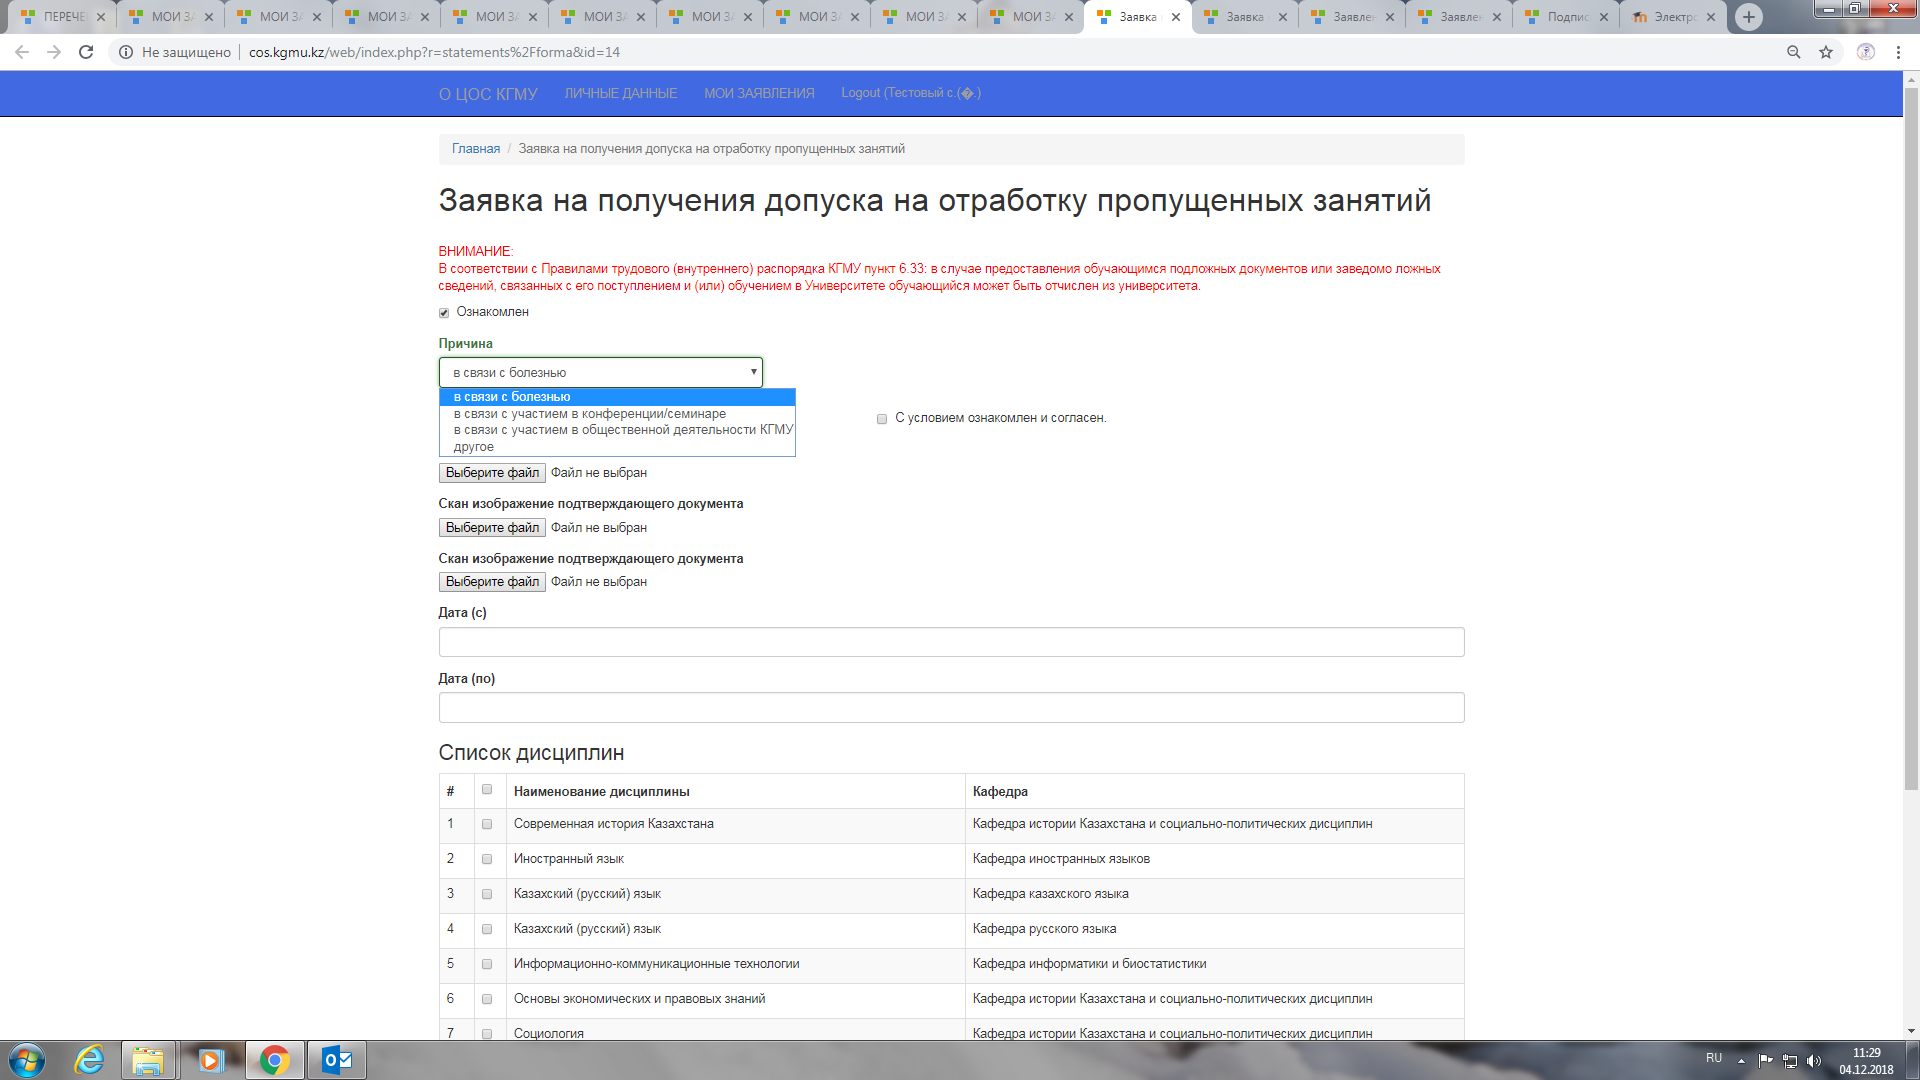 ПЕРЕЧЕ
МОИ ЗА
МОИ ЗА
МОИ ЗА
МОИ ЗА
МОИ ЗА
МОИ ЗА
МОИ ЗА
МОИ ЗА
МОИ ЗА
Заявка
Заявка
Заявле
Заявле
Подпис
Электро
Не защищено
cos.kgmu.kz/web/index.php?r=statements%2Fforma&id=14
О ЦОС КГМУ ЛИЧНЫЕ ДАННЫЕ МОИ ЗАЯВЛЕНИЯ Logout (Тестовый с.(�.)
Главная / Заявка на получения допуска на отработку пропущенных занятий
Заявка на получения допуска на отработку пропущенных занятий
ВНИМАНИЕ:
В соответствии с Правилами трудового (внутреннего) распорядка КГМУ пункт 6.33: в случае предоставления обучающимся подложных документов или заведомо ложных
сведений, связанных с его поступлением и (или) обучением в Университете обучающийся может быть отчислен из университета.
Ознакомлен
Причина
в связи с болезнью
в связи с болезнью
в связи с участием в конференции/семинаре
в связи с участием в общественной деятельности КГМУ
другое
С условием ознакомлен и согласен.
Выберите файл Файл не выбран
Скан изображение подтверждающего документа
Выберите файл Файл не выбран
Скан изображение подтверждающего документа
Выберите файл Файл не выбран
Дата (с)
Дата (по)
Список дисциплин
# Наименование дисциплины Кафедра
1 Современная история Казахстана Кафедра истории Казахстана и социально-политических дисциплин
2 Иностранный язык Кафедра иностранных языков
3 Казахский (русский) язык Кафедра казахского языка
4 Казахский (русский) язык Кафедра русского языка
5 Информационно-коммуникационные технологии Кафедра информатики и биостатистики
6 Основы экономических и правовых знаний Кафедра истории Казахстана и социально-политических дисциплин
7 Социология Кафедра истории Казахстана и социально-политических дисциплин
RU
11:29
04.12.2018